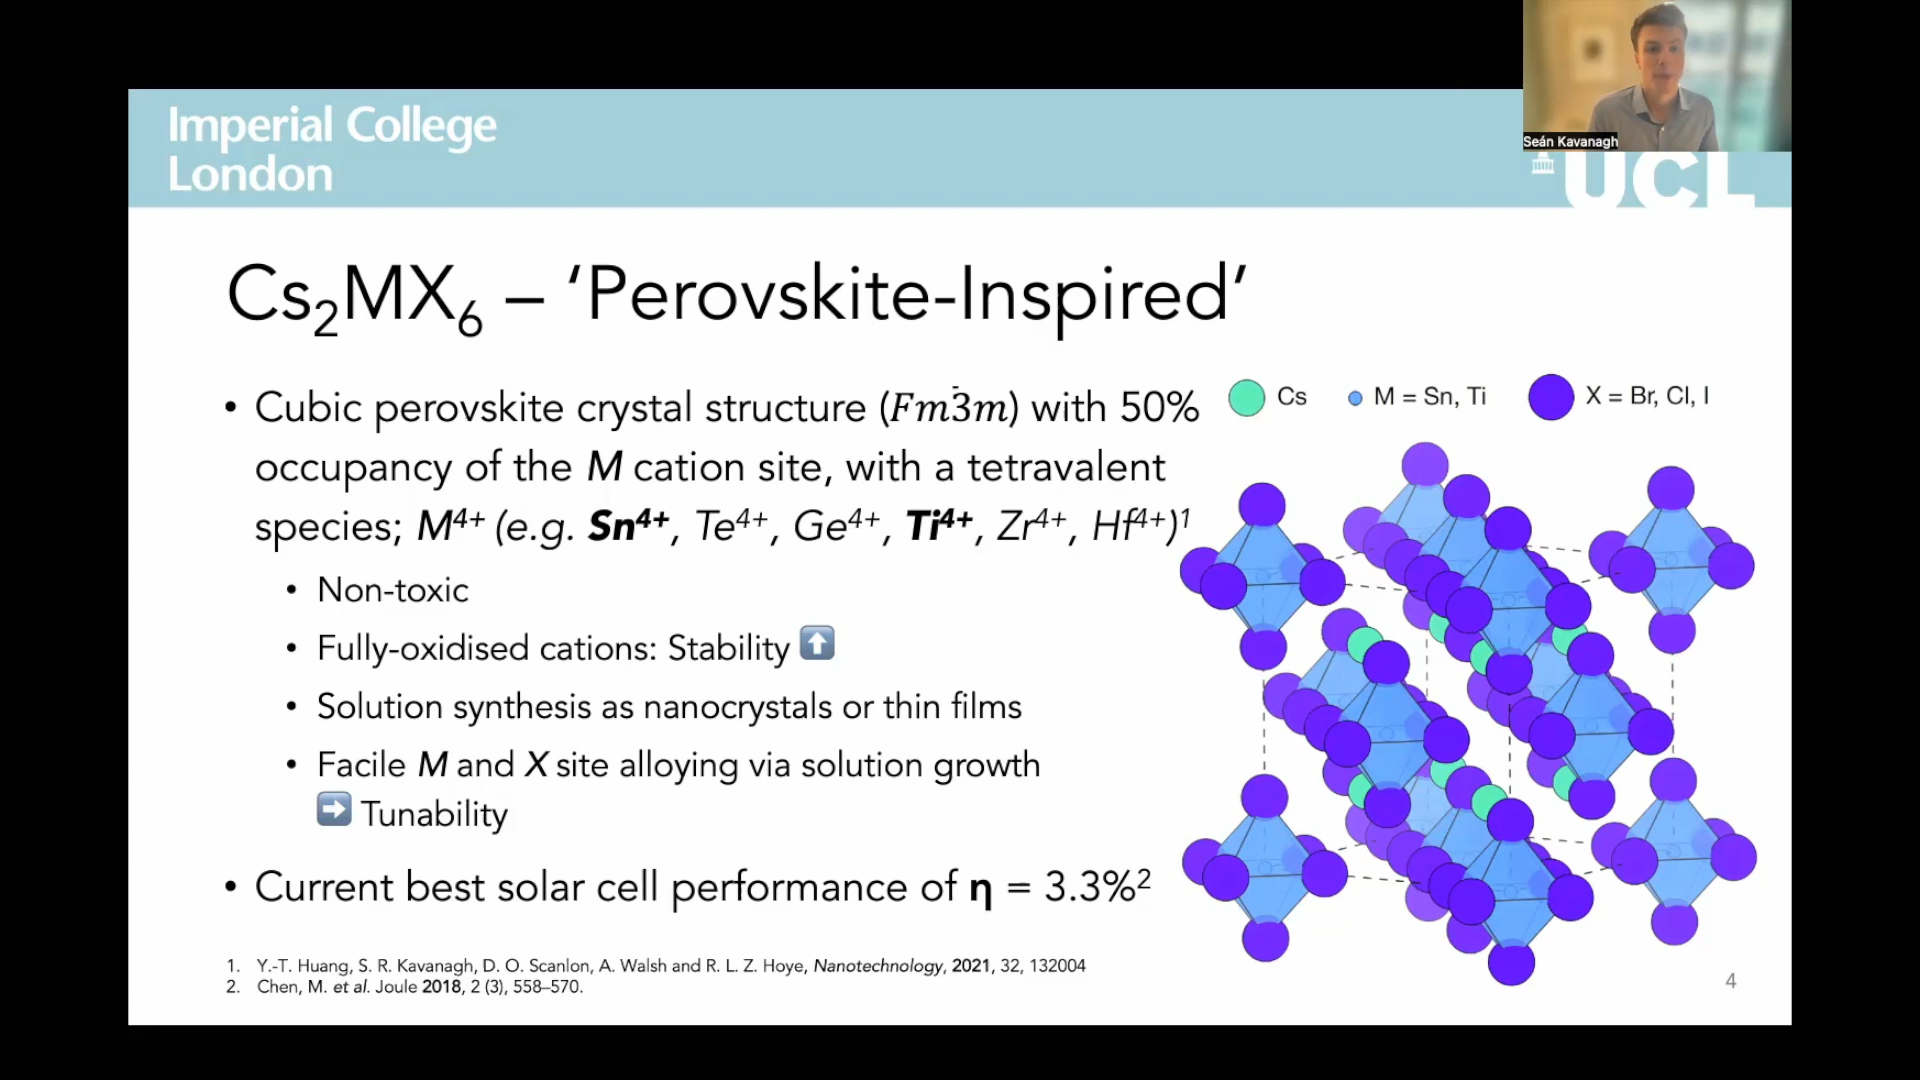 Imperial College
London
Seán Kavanagh
UCL
Cs₂MX₆ – ‘Perovskite-Inspired’
• Cubic perovskite crystal structure (Fm3̄m) with 50%
occupancy of the M cation site, with a tetravalent
species; M⁴⁺ (e.g. Sn⁴⁺, Te⁴⁺, Ge⁴⁺, Ti⁴⁺, Zr⁴⁺, Hf⁴⁺)¹
• Non-toxic
• Fully-oxidised cations: Stability ⬆️
• Solution synthesis as nanocrystals or thin films
• Facile M and X site alloying via solution growth
➡️ Tunability
• Current best solar cell performance of η = 3.3%²
Cs
M = Sn, Ti
X = Br, Cl, I
1. Y.-T. Huang, S. R. Kavanagh, D. O. Scanlon, A. Walsh and R. L. Z. Hoye, Nanotechnology, 2021, 32, 132004
2. Chen, M. et al. Joule 2018, 2 (3), 558–570.
4